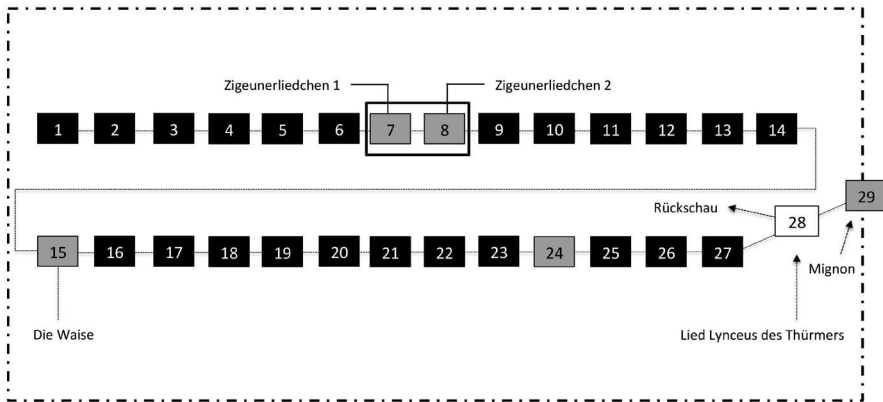 Zigeunerliedchen 1 Zigeunerliedchen 2
1 2 3 4 5 6 7 8 9 10 11 12 13 14
Rückschau
29
28
15 16 17 18 19 20 21 22 23 24 25 26 27
Mignon
Die Waise
Lied Lynceus des Thürmers